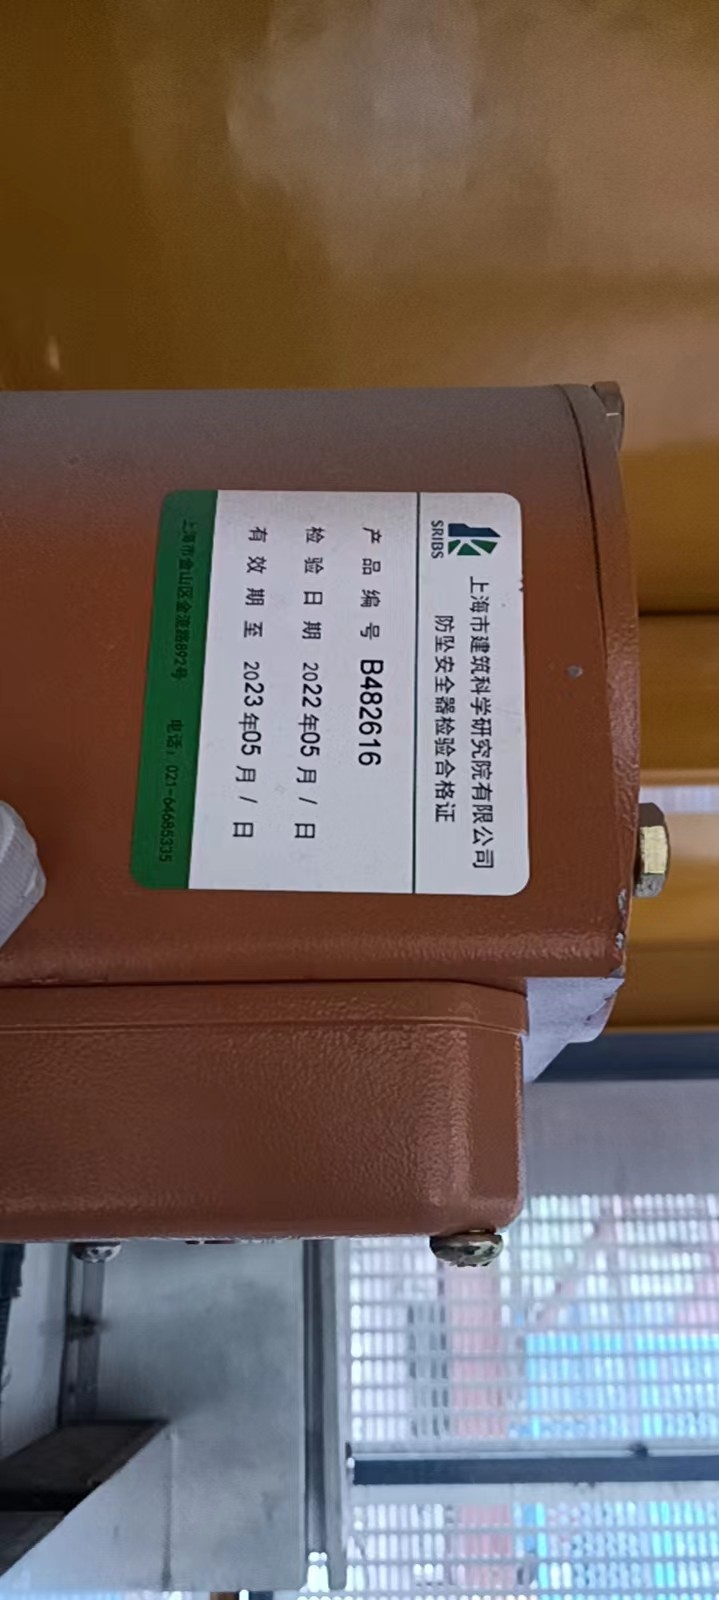 SRIBS
上海市建筑科学研究院有限公司
防坠安全器检验合格证
产品编号 B482616
检验日期 2022年05月/日
有效期至 2023年05月/日
上海市金山区金流路892号 电话：021-64685335